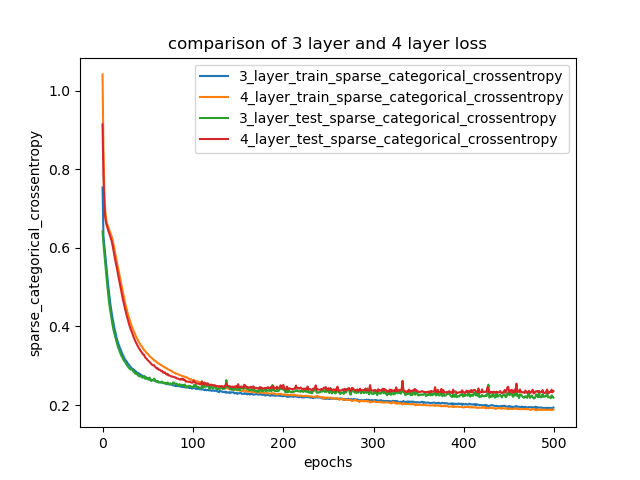 comparison of 3 layer and 4 layer loss
3_layer_train_sparse_categorical_crossentropy
4_layer_train_sparse_categorical_crossentropy
3_layer_test_sparse_categorical_crossentropy
4_layer_test_sparse_categorical_crossentropy
sparse_categorical_crossentropy
1.0
0.8
0.6
0.4
0.2
0 100 200 300 400 500
epochs